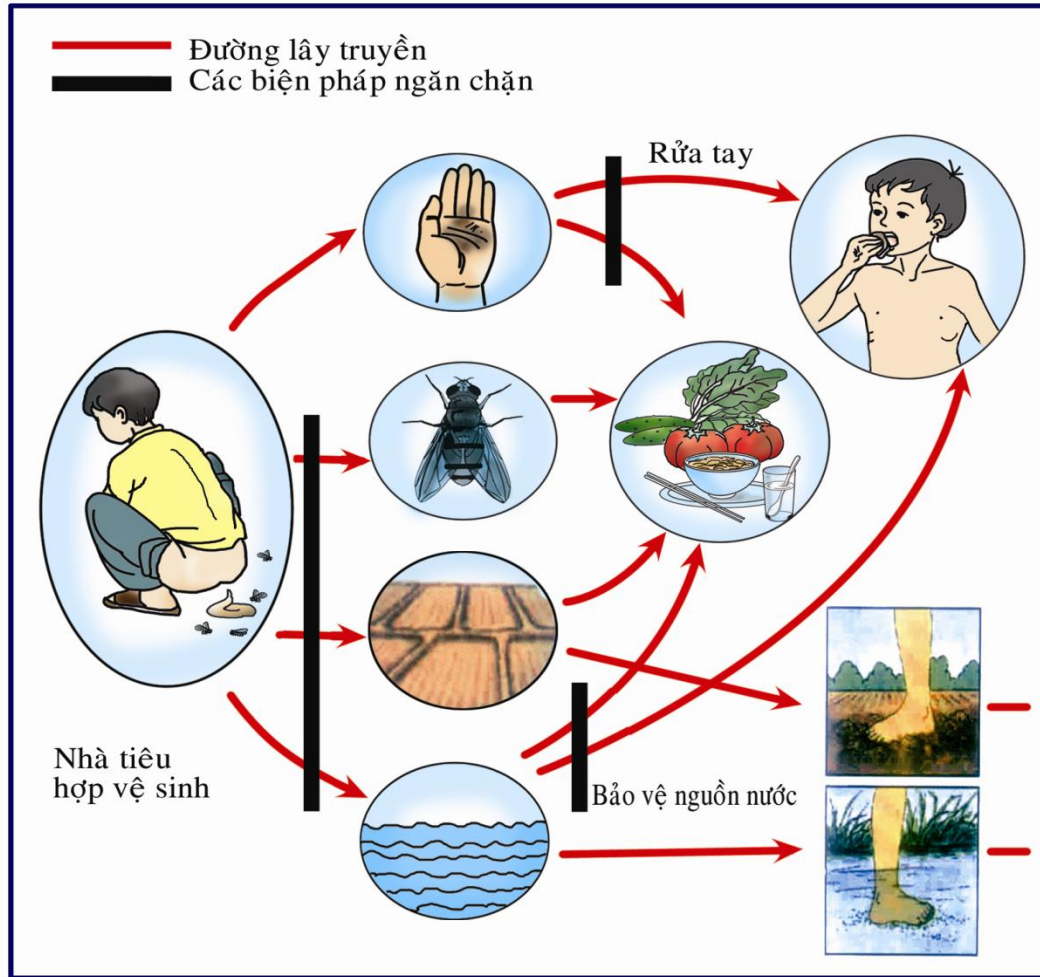 Đường lây truyền
Các biện pháp ngăn chặn
Rửa tay
Nhà tiêu
hợp vệ sinh
Bảo vệ nguồn nước